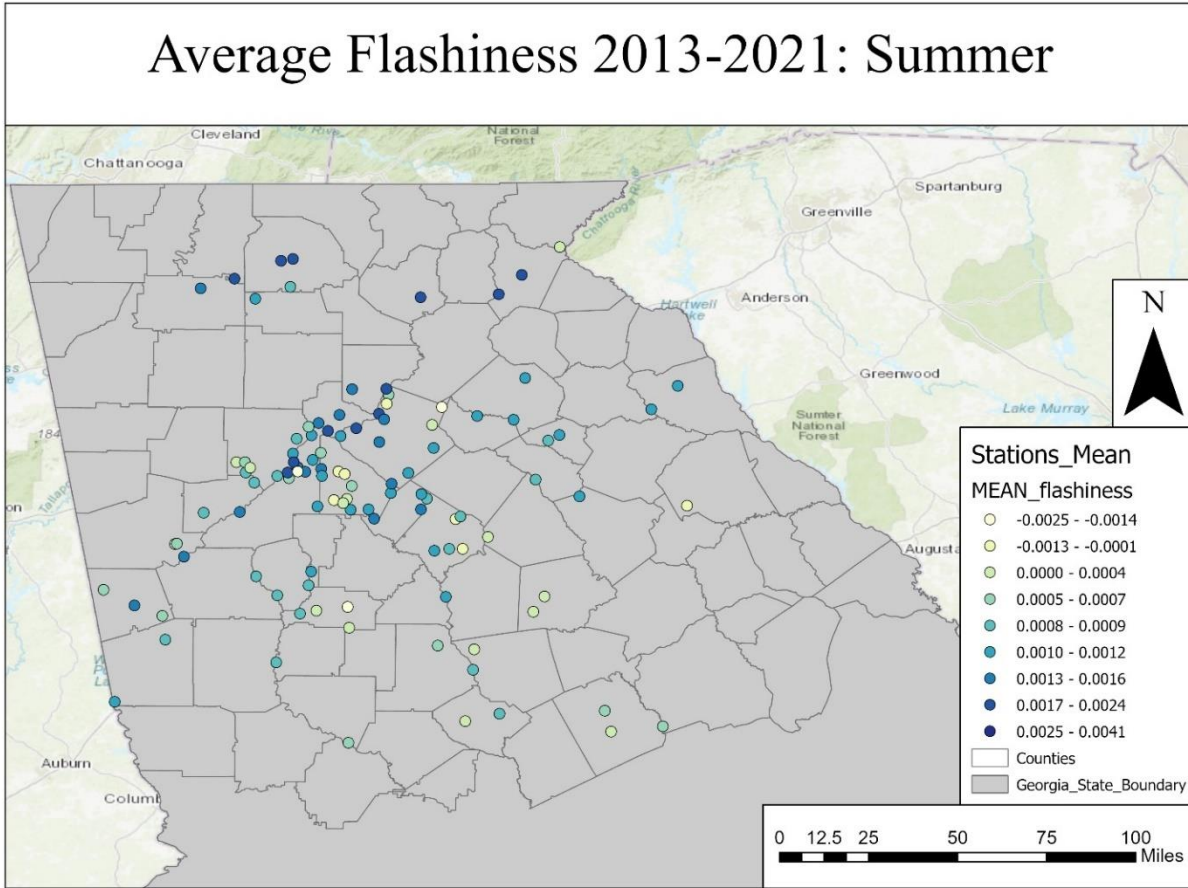 Average Flashiness 2013-2021: Summer
Cleveland
National
Forest
Chattanooga
Chattooga River
Spartanburg
Greenville
Hartwell
Anderson
N
Greenwood
Lake Murray
Sumter
National
Forest
184
Augusta
Auburn
Columb
Stations_Mean
MEAN_flashiness
-0.0025 - -0.0014
-0.0013 - -0.0001
0.0000 - 0.0004
0.0005 - 0.0007
0.0008 - 0.0009
0.0010 - 0.0012
0.0013 - 0.0016
0.0017 - 0.0024
0.0025 - 0.0041
Counties
Georgia_State_Boundary
0 12.5 25 50 75 100
Miles